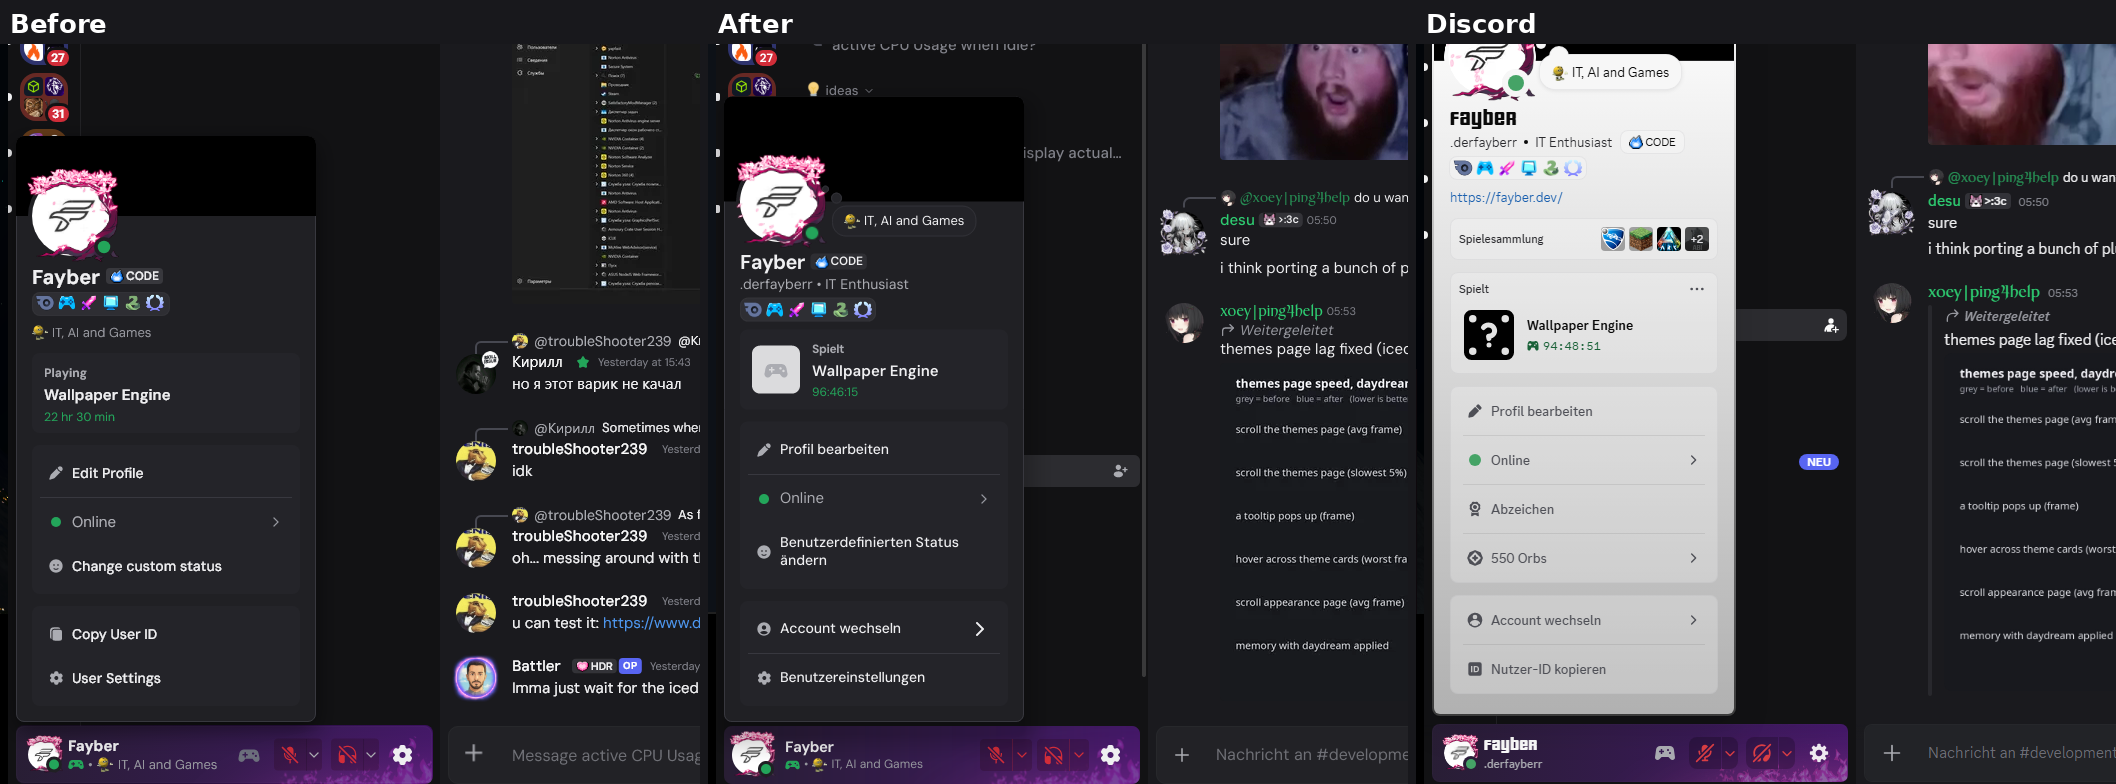 Before
27
31
Fayber
CODE
IT, AI and Games
Playing
Wallpaper Engine
22 hr 30 min
Edit Profile
Online
Change custom status
Copy User ID
User Settings
Fayber
IT, AI and Games
Пользователи
Сведения
Службы
Параметры
@troubleShooter239
Кирилл
Yesterday at 15:43
но я этот варик не качал
@Кирилл Sometimes whe
troubleShooter239
idk
@troubleShooter239 As
troubleShooter239
oh... messing around with
troubleShooter239
u can test it: https://www.d
Battler HDR OP Yesterday
Imma just wait for the iced
Message active CPU Usag
After
active CPU Usage when idle?
27
ideas
isplay actual...
IT, AI and Games
Fayber
CODE
.derfayberr • IT Enthusiast
Spielt
Wallpaper Engine
96:46:15
Profil bearbeiten
Online
Benutzerdefinierten Status
ändern
Account wechseln
Benutzereinstellungen
Fayber
IT, AI and Games
@xoey|ping4help do u wan
desu >:3c 05:50
sure
i think porting a bunch of p
xoey|ping4help 05:53
Weitergeleitet
themes page lag fixed (iced
themes page speed, daydrear
grey = before blue = after (lower is bette
scroll the themes page (avg frame)
scroll the themes page (slowest 5%)
a tooltip pops up (frame)
hover across theme cards (worst fra
scroll appearance page (avg frame)
memory with daydream applied
Nachricht an #developme
Discord
IT, AI and Games
Fayber
.derfayberr • IT Enthusiast
CODE
https://fayber.dev/
Spielesammlung
+2
Spielt
Wallpaper Engine
94:48:51
Profil bearbeiten
Online
Abzeichen
550 Orbs
Account wechseln
Nutzer-ID kopieren
Fayber
.derfayberr
NEU
@xoey|ping4help do u wan
desu >:3c 05:50
sure
i think porting a bunch of pl
xoey|ping4help 05:53
Weitergeleitet
themes page lag fixed (ice
themes page speed, daydr
grey = before blue = after (lower is b
scroll the themes page (avg fram
scroll the themes page (slowest
a tooltip pops up (frame)
hover across theme cards (worst
scroll appearance page (avg fram
memory with daydream applied
Nachricht an #development